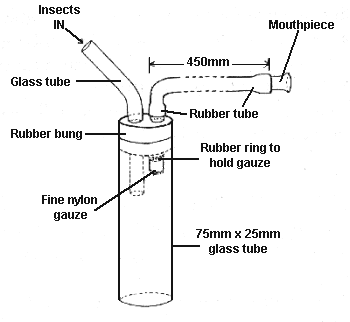 Insects
IN
Mouthpiece
450mm
Glass tube
Rubber tube
Rubber bung
Rubber ring to
hold gauze
Fine nylon
gauze
75mm x 25mm
glass tube